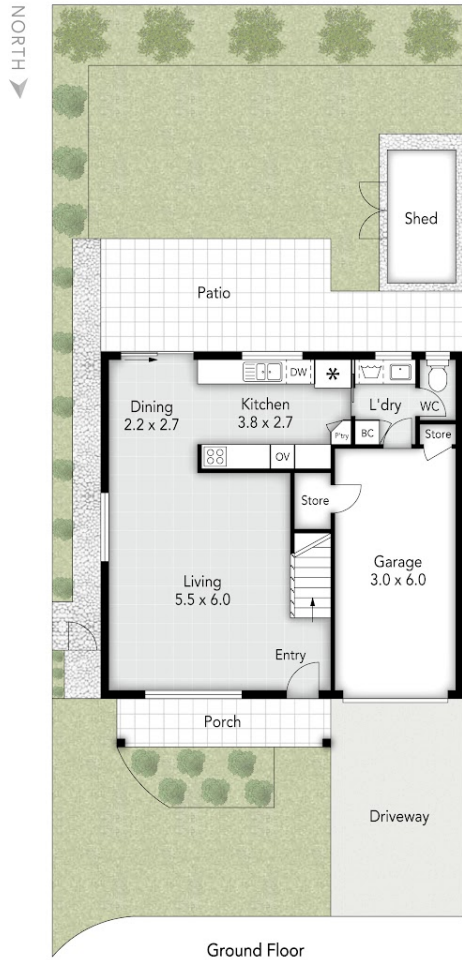 NORTH
Shed
Patio
DW
*
Dining
2.2 x 2.7
Kitchen
3.8 x 2.7
L'dry
WC
P'try
BC
Store
OV
Store
Garage
3.0 x 6.0
Living
5.5 x 6.0
Entry
Porch
Driveway
Ground Floor